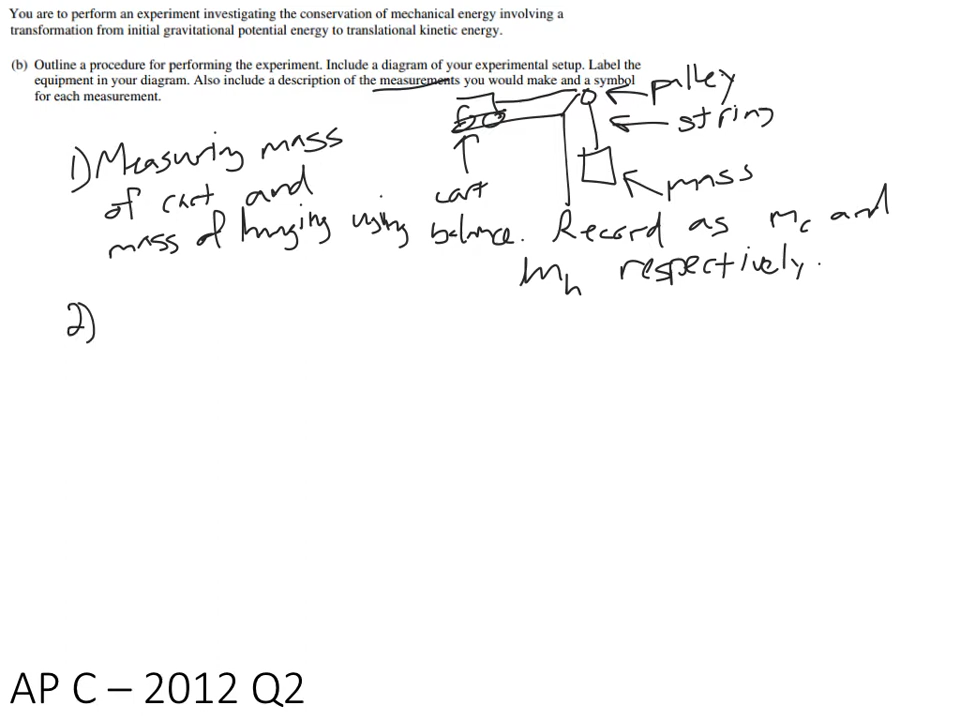 You are to perform an experiment investigating the conservation of mechanical energy involving a
transformation from initial gravitational potential energy to translational kinetic energy.
(b) Outline a procedure for performing the experiment. Include a diagram of your experimental setup. Label the
equipment in your diagram. Also include a description of the measurements you would make and a symbol
for each measurement.
pulley
string
mass
cart
1) Measuring mass
of cart and
mass of hanging using balance. Record as mc and
mh respectively.
2)
AP C – 2012 Q2